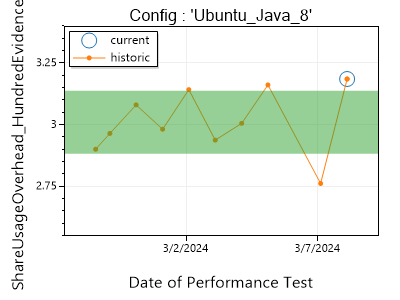 Config : 'Ubuntu_Java_8'
current
historic
ShareUsageOverhead_HundredEvidence
3.25
3
2.75
3/2/2024
3/7/2024
Date of Performance Test